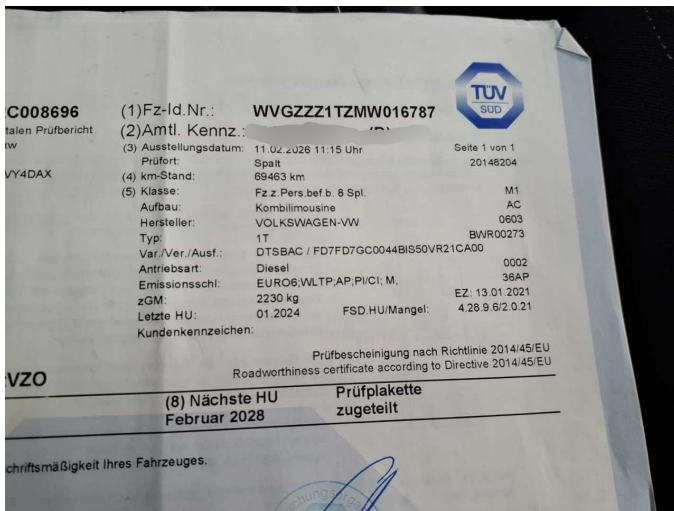 C008696
(1)Fz-Id.Nr.: WVGZZZ1TZMW016787
TÜV
SÜD
talen Prüfbericht
(2)Amtl. Kennz.:
(3) Ausstellungsdatum: 11.02.2026 11:15 Uhr Seite 1 von 1
Prüfort: Spalt 20148204
VY4DAX
(4) km-Stand: 69463 km
(5) Klasse: Fz.z.Pers.bef.b. 8 Spl. M1
Aufbau: Kombilimousine AC
Hersteller: VOLKSWAGEN-VW 0603
Typ: 1T BWR00273
Var./Ver./Ausf.: DTSBAC / FD7FD7GC0044BIS50VR21CA00
Antriebsart: Diesel 0002
Emissionsschl: EURO6;WLTP;AP;PI/CI; M, 36AP
zGM: 2230 kg EZ: 13.01.2021
Letzte HU: 01.2024 FSD.HU/Mangel: 4.28.9.6/2.0.21
Kundenkennzeichen:
Prüfbescheinigung nach Richtlinie 2014/45/EU
Roadworthiness certificate according to Directive 2014/45/EU
VZO
(8) Nächste HU Prüfplakette
Februar 2028 zugeteilt
chriftsmäßigkeit Ihres Fahrzeuges.